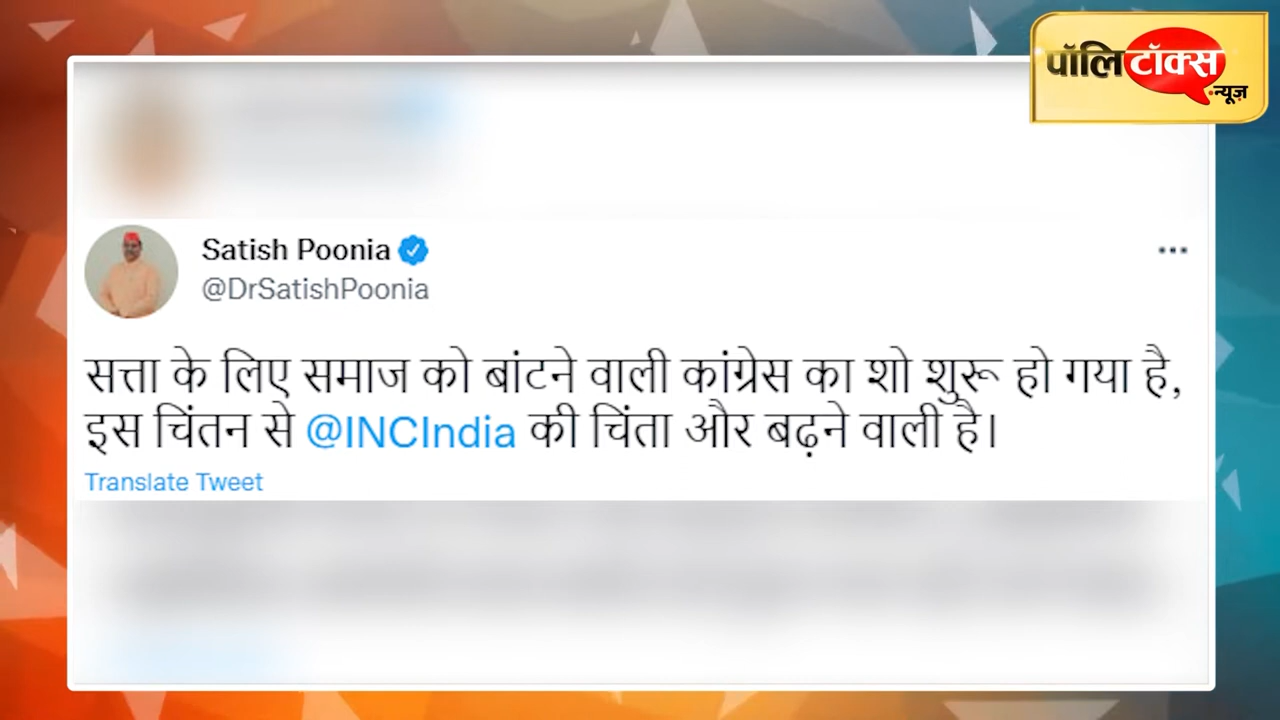 पॉलिटॉक्स
न्यूज़
Satish Poonia
@DrSatishPoonia
सत्ता के लिए समाज को बांटने वाली कांग्रेस का शो शुरू हो गया है,
इस चिंतन से @INCIndia की चिंता और बढ़ने वाली है।
Translate Tweet